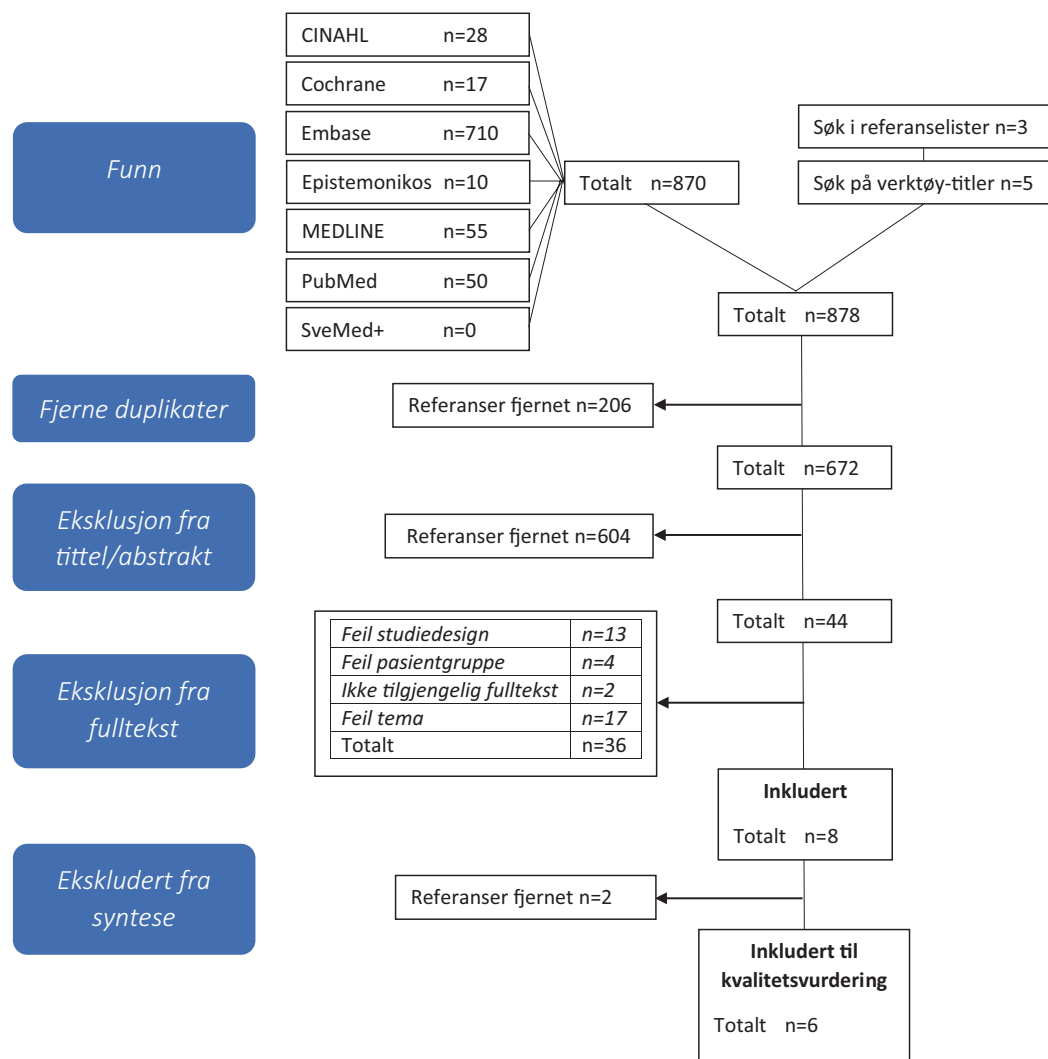 CINAHL n=28
Cochrane n=17
Embase n=710
Epistemonikos n=10
MEDLINE n=55
PubMed n=50
SveMed+ n=0
Funn
Totalt n=870
Søk i referanselister n=3
Søk på verktøy-titler n=5
Totalt n=878
Fjerne duplikater
Referanser fjernet n=206
Totalt n=672
Eksklusjon fra
tittel/abstrakt
Referanser fjernet n=604
Totalt n=44
Eksklusjon fra
fulltekst
Feil studiedesign n=13
Feil pasientgruppe n=4
Ikke tilgjengelig fulltekst n=2
Feil tema n=17
Totalt n=36
Inkludert
Totalt n=8
Ekskludert fra
syntese
Referanser fjernet n=2
Inkludert til
kvalitetsvurdering
Totalt n=6